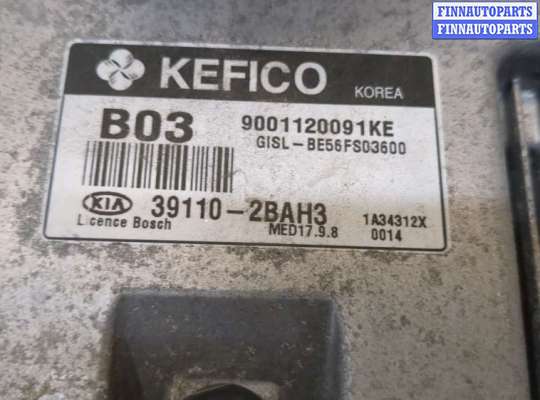 FINNAUTOPARTS
FINNAUTOPARTS
KEFICO KOREA
B03 9001120091KE
GISL-BE56FS03600
KIA 39110-2BAH3 1A34312X
Licence Bosch MED17.9.8 0014